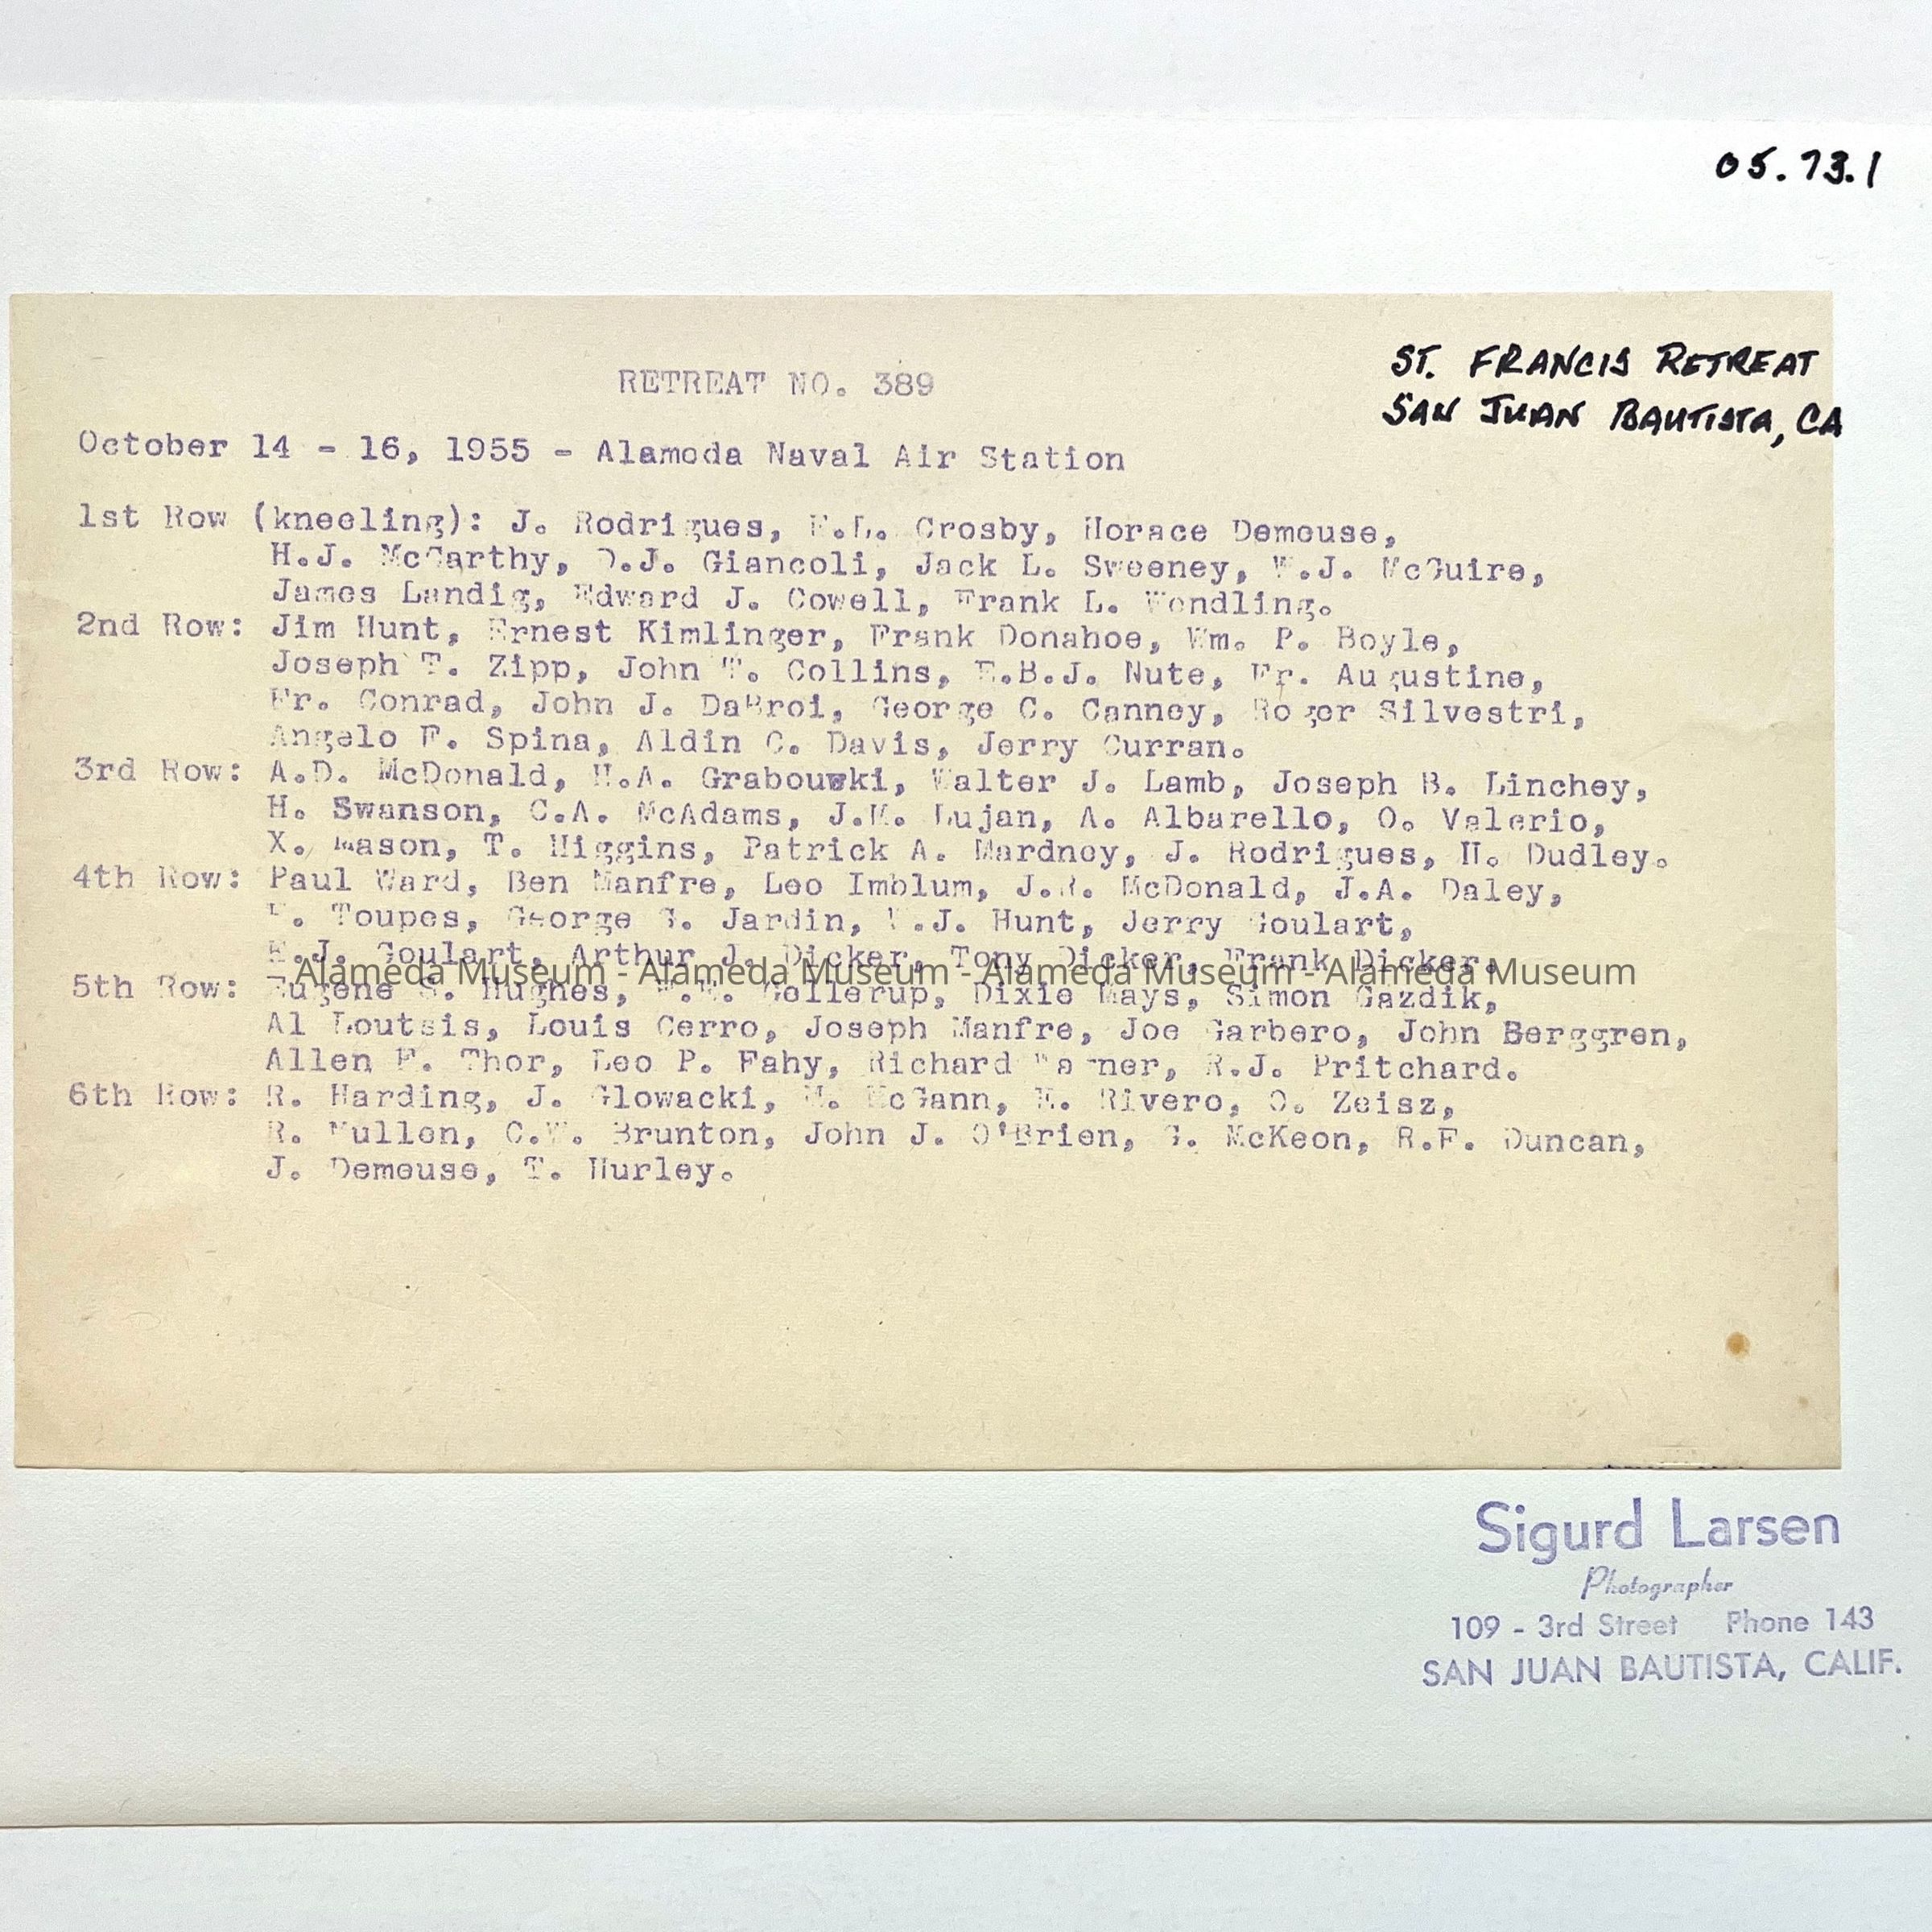 05.73.1
ST. FRANCIS RETREAT
SAN JUAN BAUTISTA, CA
RETREAT NO. 389
October 14 - 16, 1955 - Alameda Naval Air Station
1st Row (kneeling): J. Rodrigues, Crosby, Horace Demeuse,
H.J. McCarthy, D.J. Giancoli, Jack L. Sweeney, W.J. McGuire,
James Landig, Edward J. Cowell, Frank L. Wendling.
2nd Row: Jim Hunt, Ernest Kimlinger, Frank Donahoe, Wm. P. Boyle,
Joseph T. Zipp, John T. Collins, E.B.J. Nute, Fr. Augustine,
Fr. Conrad, John J. DaBroi, George C. Canney, Roger Silvestri,
Angelo F. Spina, Aldin C. Davis, Jerry Curran.
3rd Row: A.D. McDonald, H.A. Grabouwki, Walter J. Lamb, Joseph B. Linchey,
H. Swanson, C.A. McAdams, J.M. Lujan, A. Albarello, O. Valerio,
X. Mason, T. Higgins, Patrick A. Mardney, J. Rodrigues, H. Dudley.
4th Row: Paul Ward, Ben Manfre, Leo Imblum, J.R. McDonald, J.A. Daley,
Toupes, George S. Jardin, Hunt, Jerry Goulart,
E.J. Goulart, Arthur J. Dicker, Tony Dicker, Frank Dicker.
Alameda Museum - Alameda Museum - Alameda Museum - Alameda Museum
5th Row: Eugene S. Hughes, Gellerup, Dixie Mays, Simon Gazdik,
Al Loutsis, Louis Cerro, Joseph Manfre, Joe Garbero, John Berggren,
Allen F. Thor, Leo P. Fahy, Richard R.J. Pritchard.
6th Row: R. Harding, J. Glowacki, M. McGann, E. Rivero, O. Zeisz,
R. Mullen, C.W. Brunton, John J. O'Brien, G. McKeon, R.F. Duncan,
J. Demeuse, T. Hurley.
Sigurd Larsen
Photographer
109 - 3rd Street Phone 143
SAN JUAN BAUTISTA, CALIF.